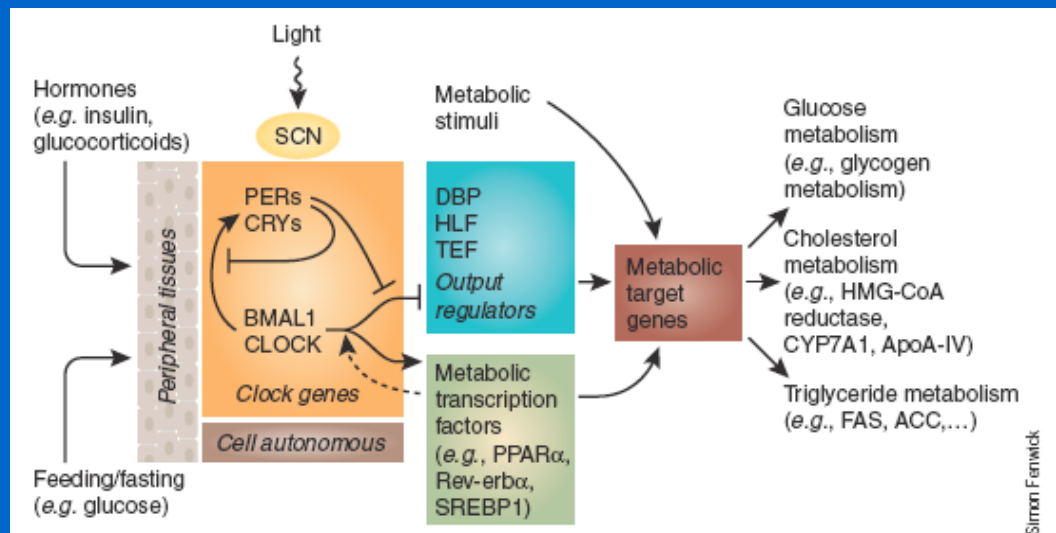 Light
Hormones
(e.g. insulin,
glucocorticoids)
SCN
Metabolic
stimuli
Glucose
metabolism
(e.g., glycogen
metabolism)
Peripheral tissues
PERs
CRYs
BMAL1
CLOCK
Clock genes
Cell autonomous
DBP
HLF
TEF
Output
regulators
Metabolic
transcription
factors
(e.g., PPARα,
Rev-erbα,
SREBP1)
Metabolic
target
genes
Cholesterol
metabolism
(e.g., HMG-CoA
reductase,
CYP7A1, ApoA-IV)
Triglyceride metabolism
(e.g., FAS, ACC,...)
Feeding/fasting
(e.g. glucose)
Simon Fenwick